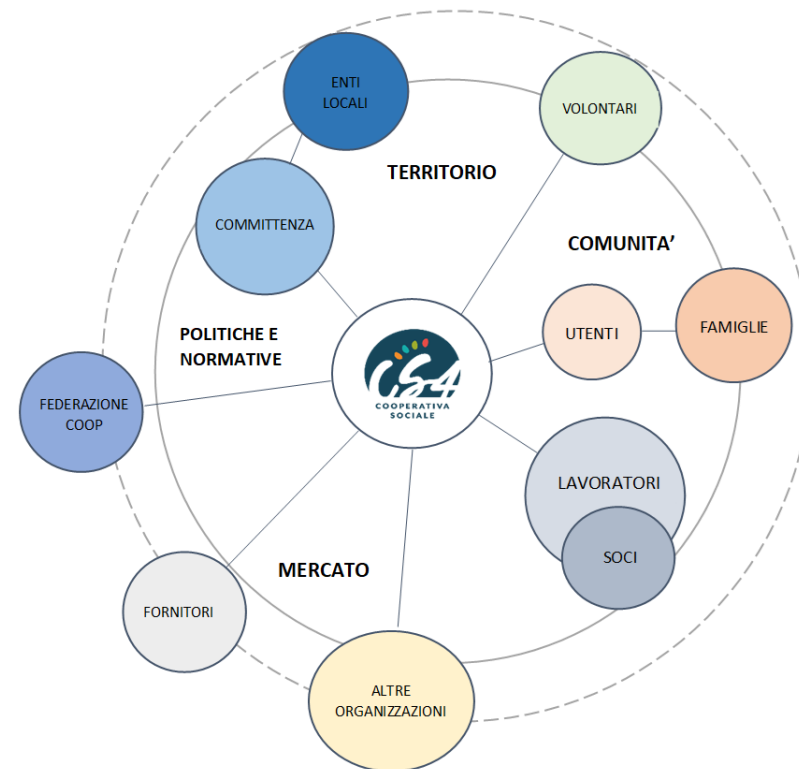 ENTI
LOCALI
VOLONTARI
TERRITORIO
COMMITTENZA
COMUNITA’
POLITICHE E
NORMATIVE
UTENTI
FAMIGLIE
CS4
COOPERATIVA
SOCIALE
FEDERAZIONE
COOP
LAVORATORI
SOCI
MERCATO
FORNITORI
ALTRE
ORGANIZZAZIONI